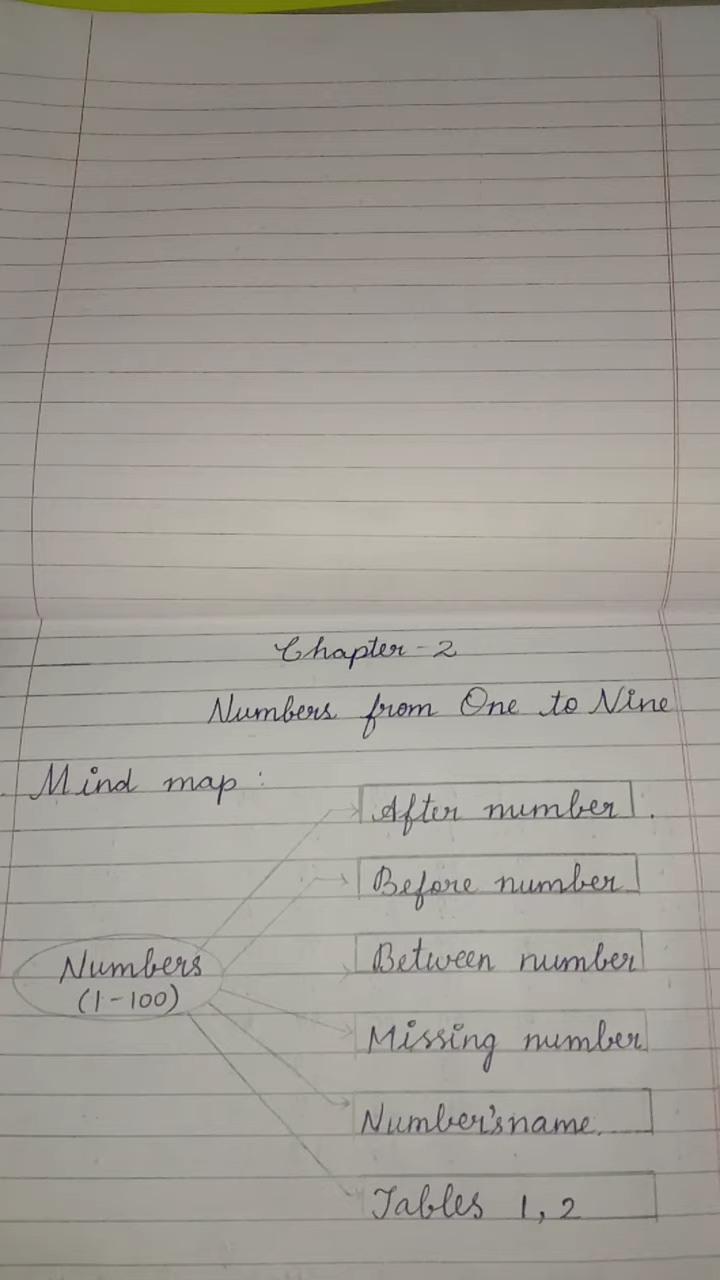 Chapter - 2
Numbers from One to Nine
Mind map :
After number .
Before number
Between number
Numbers
(1 - 100)
Missing number
Number's name.
Tables 1, 2